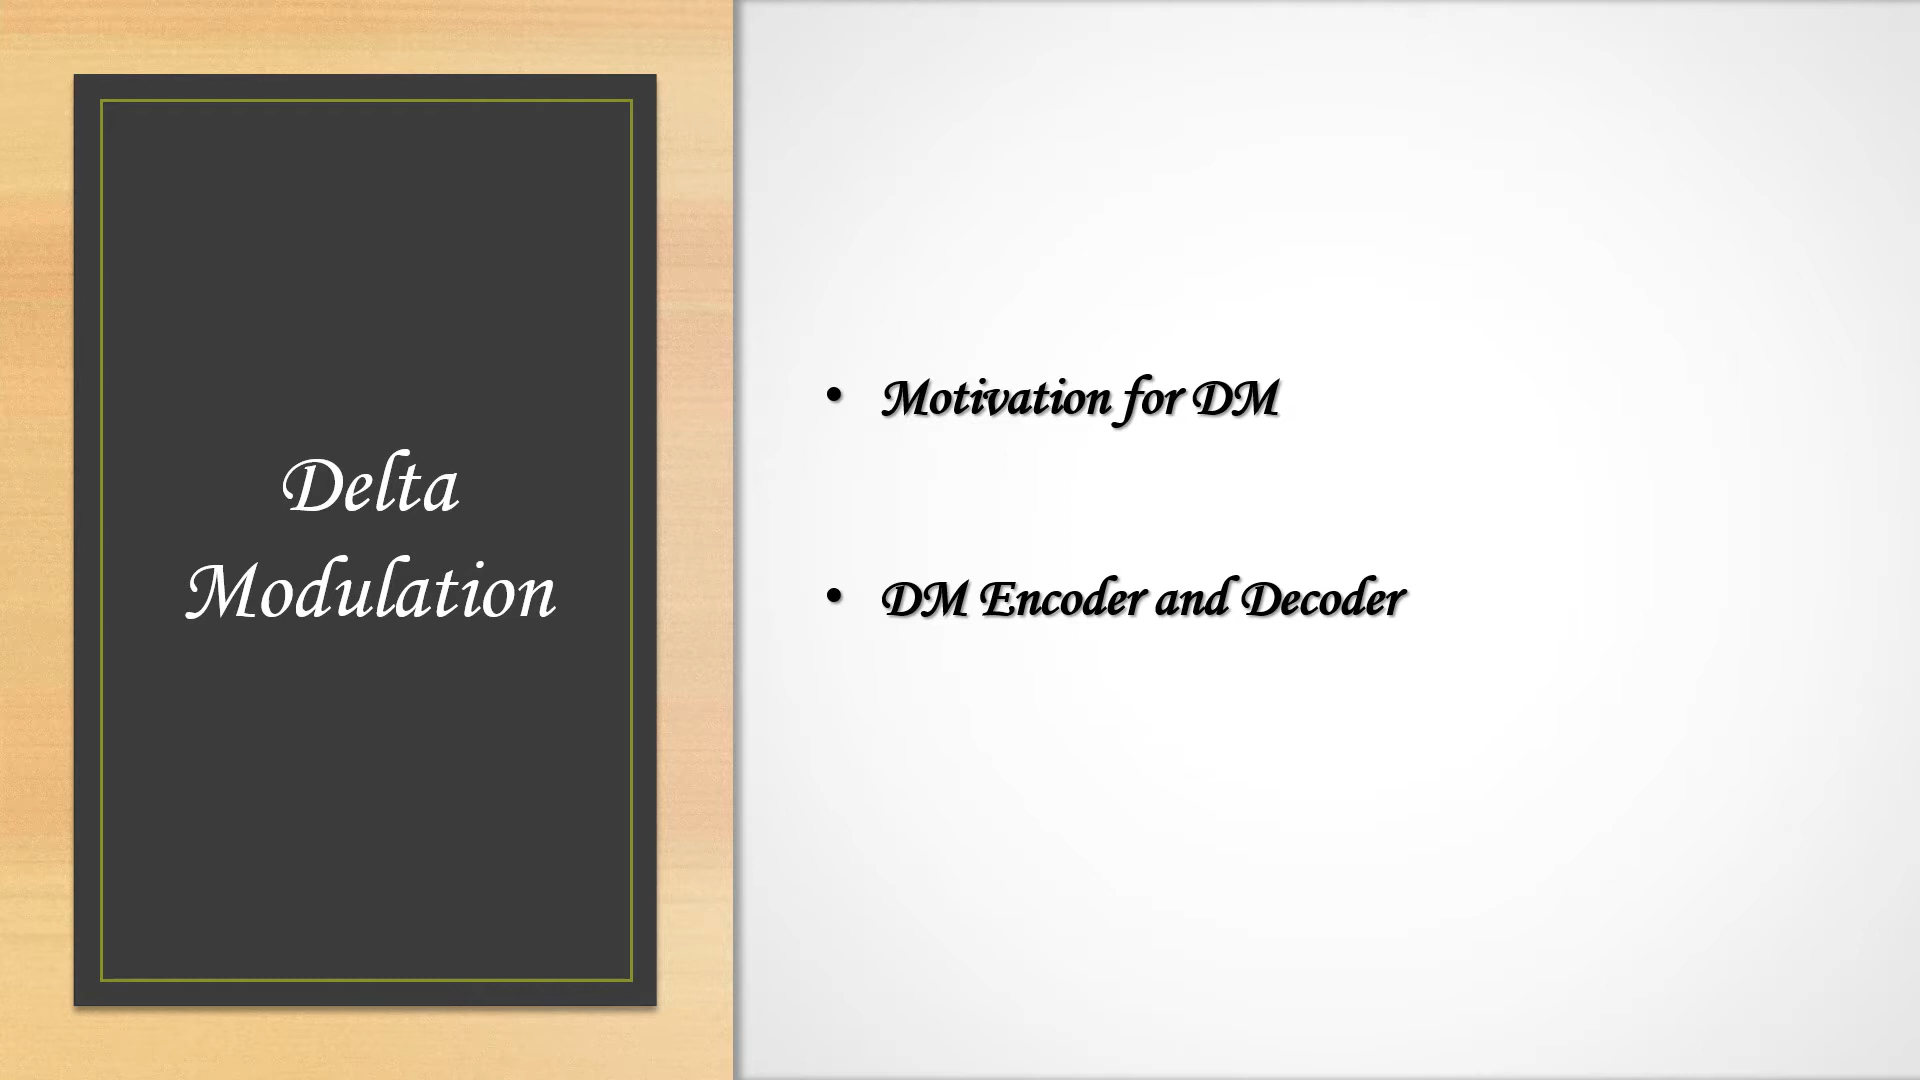 Delta
Modulation
• Motivation for DM
• DM Encoder and Decoder